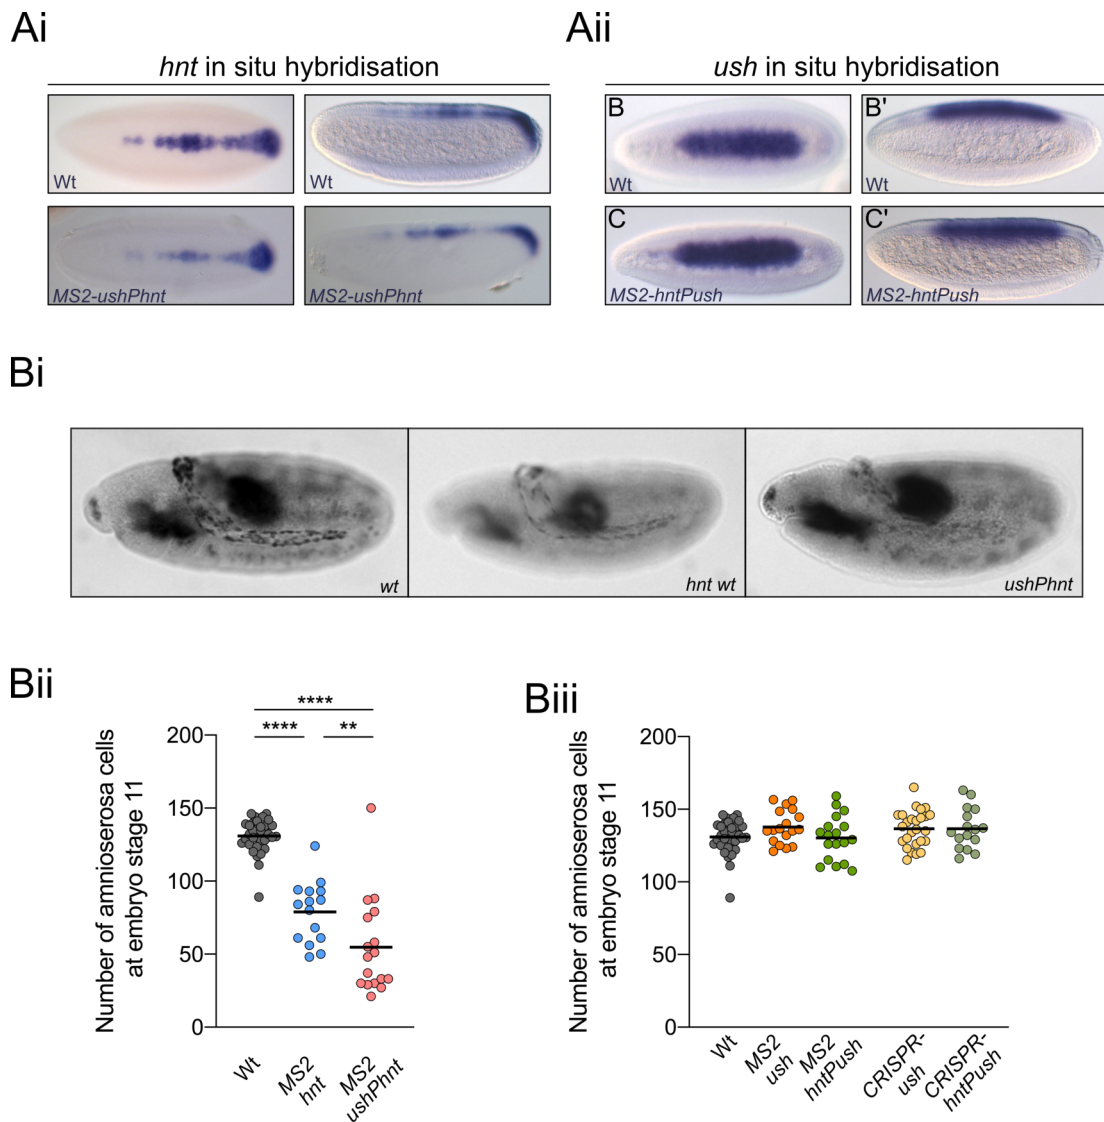 Ai
Aii
hnt in situ hybridisation
ush in situ hybridisation
Wt
Wt
B
Wt
B'
Wt
MS2-ushPhnt
MS2-ushPhnt
C
MS2-hntPush
C'
MS2-hntPush
Bi
wt
hnt wt
ushPhnt
Bii
Number of amnioserosa cells
at embryo stage 11
200
150
100
50
0
****
****
**
Wt
MS2
hnt
MS2
ushPhnt
Biii
Number of amnioserosa cells
at embryo stage 11
200
150
100
50
0
Wt
MS2
ush
MS2
hntPush
CRISPR-
ush
CRISPR-
hntPush